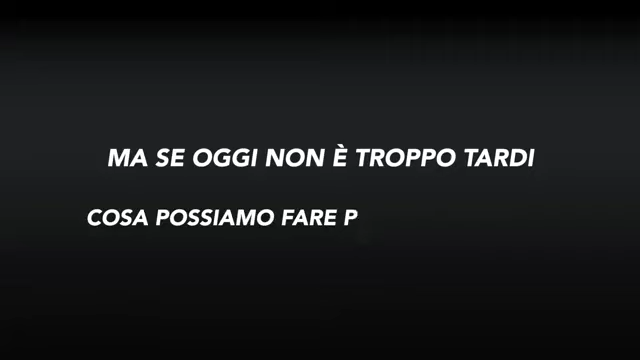 MA SE OGGI NON È TROPPO TARDI
COSA POSSIAMO FARE P